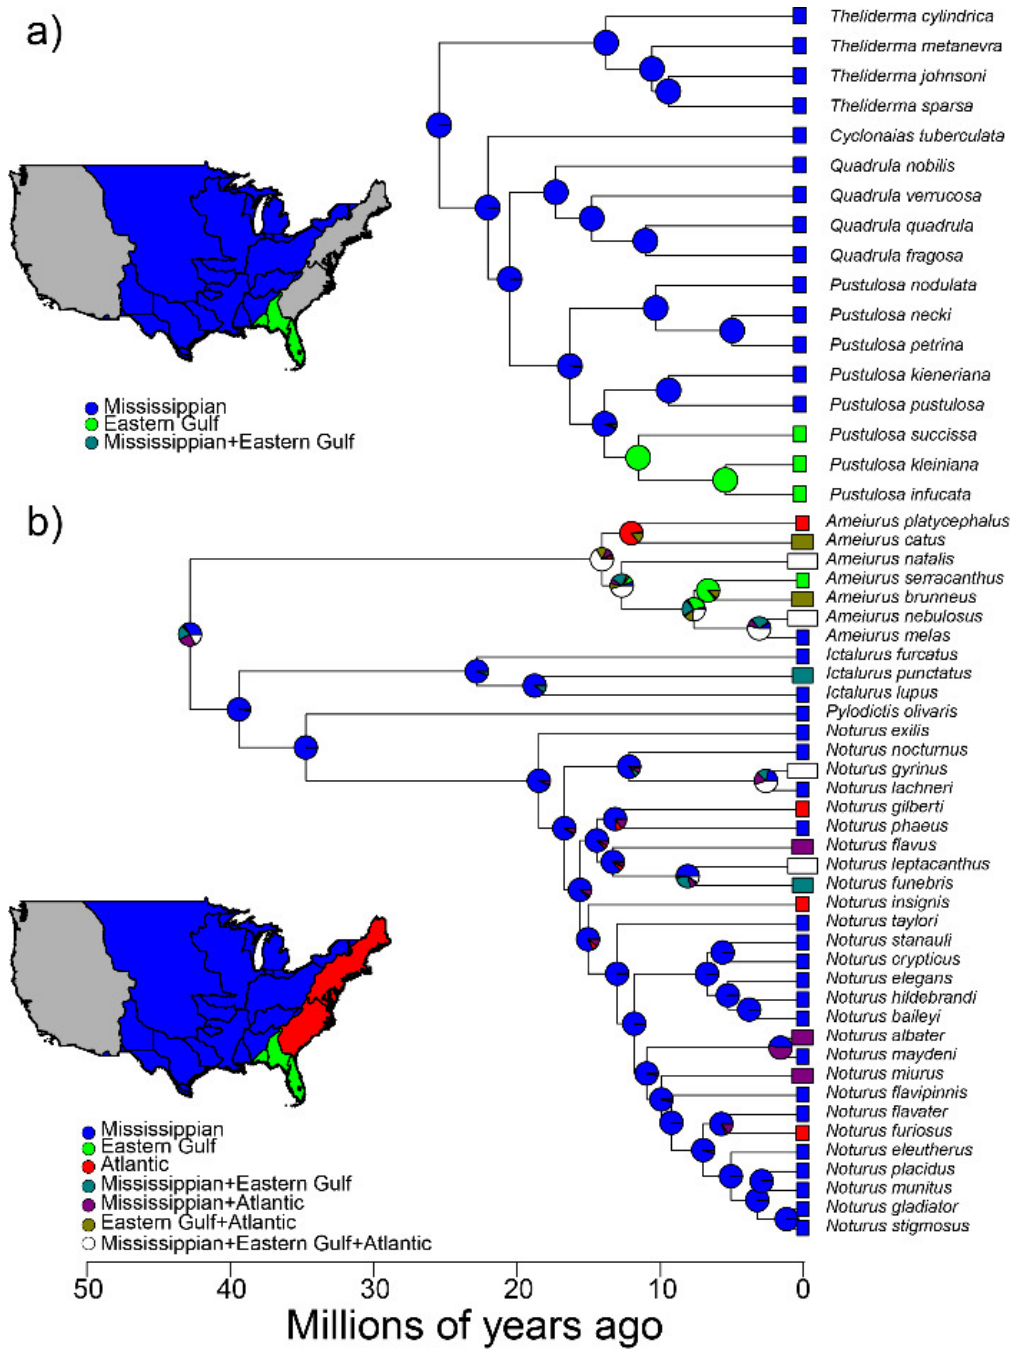 a)
Theliderma cylindrica
Theliderma metanevra
Theliderma johnsoni
Theliderma sparsa
Cyclonaias tuberculata
Quadrula nobilis
Quadrula verrucosa
Quadrula quadrula
Quadrula fragosa
Pustulosa nodulata
Pustulosa necki
Pustulosa petrina
Pustulosa kieneriana
Pustulosa pustulosa
Pustulosa succissa
Pustulosa kleiniana
Pustulosa infucata
Mississippian
Eastern Gulf
Mississippian+Eastern Gulf
b)
Ameiurus platycephalus
Ameiurus catus
Ameiurus natalis
Ameiurus serracanthus
Ameiurus brunneus
Ameiurus nebulosus
Ameiurus melas
Ictalurus furcatus
Ictalurus punctatus
Ictalurus lupus
Pylodictis olivaris
Noturus exilis
Noturus nocturnus
Noturus gyrinus
Noturus lachneri
Noturus gilberti
Noturus phaeus
Noturus flavus
Noturus leptacanthus
Noturus funebris
Noturus insignis
Noturus taylori
Noturus stanauli
Noturus crypticus
Noturus elegans
Noturus hildebrandi
Noturus baileyi
Noturus albater
Noturus maydeni
Noturus miurus
Noturus flavipinnis
Noturus flavater
Noturus furiosus
Noturus eleutherus
Noturus placidus
Noturus munitus
Noturus gladiator
Noturus stigmosus
Mississippian
Eastern Gulf
Atlantic
Mississippian+Eastern Gulf
Mississippian+Atlantic
Eastern Gulf+Atlantic
Mississippian+Eastern Gulf+Atlantic
50 40 30 20 10 0
Millions of years ago